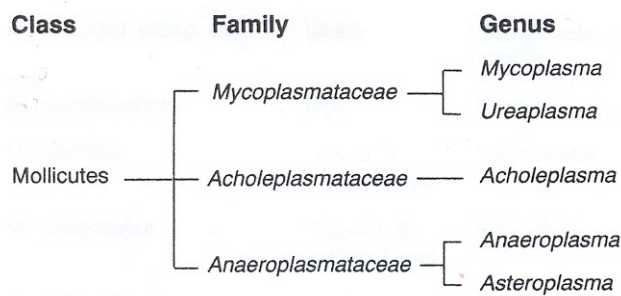 Class Family Genus
Mycoplasma
Mycoplasmataceae
Ureaplasma
Mollicutes Acholeplasmataceae Acholeplasma
Anaeroplasma
Anaeroplasmataceae
Asteroplasma